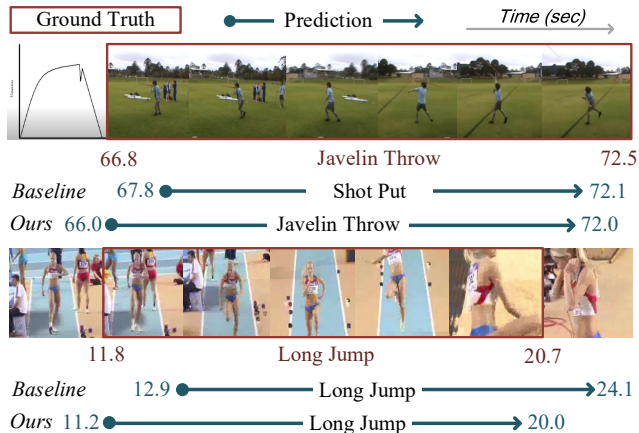 Ground Truth Prediction Time (sec)
66.8 Javelin Throw 72.5
Baseline 67.8 Shot Put 72.1
Ours 66.0 Javelin Throw 72.0
11.8 Long Jump 20.7
Baseline 12.9 Long Jump 24.1
Ours 11.2 Long Jump 20.0